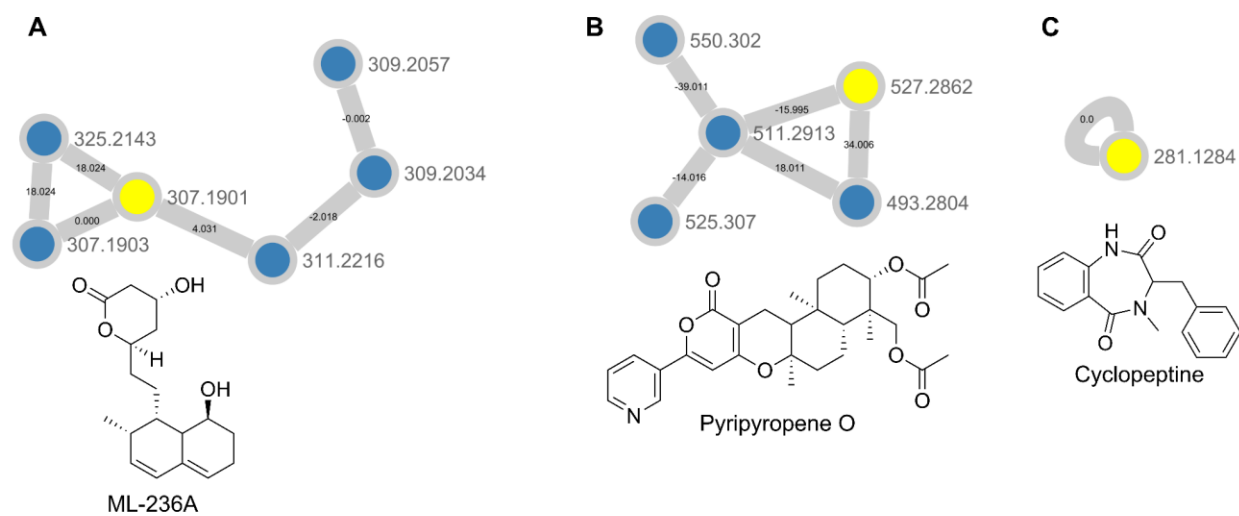 A
309.2057
-0.002
325.2143
18.024
18.024
307.1901
309.2034
0.000
4.031
-2.018
307.1903
311.2216
O
OH
O
H
OH
ML-236A
B
550.302
-39.011
-15.995
527.2862
511.2913
34.006
18.011
-14.016
525.307
493.2804
O
O
O
O
O
O
O
N
Pyripyropene O
C
0.0
281.1284
H
N
O
N
O
Cyclopeptine